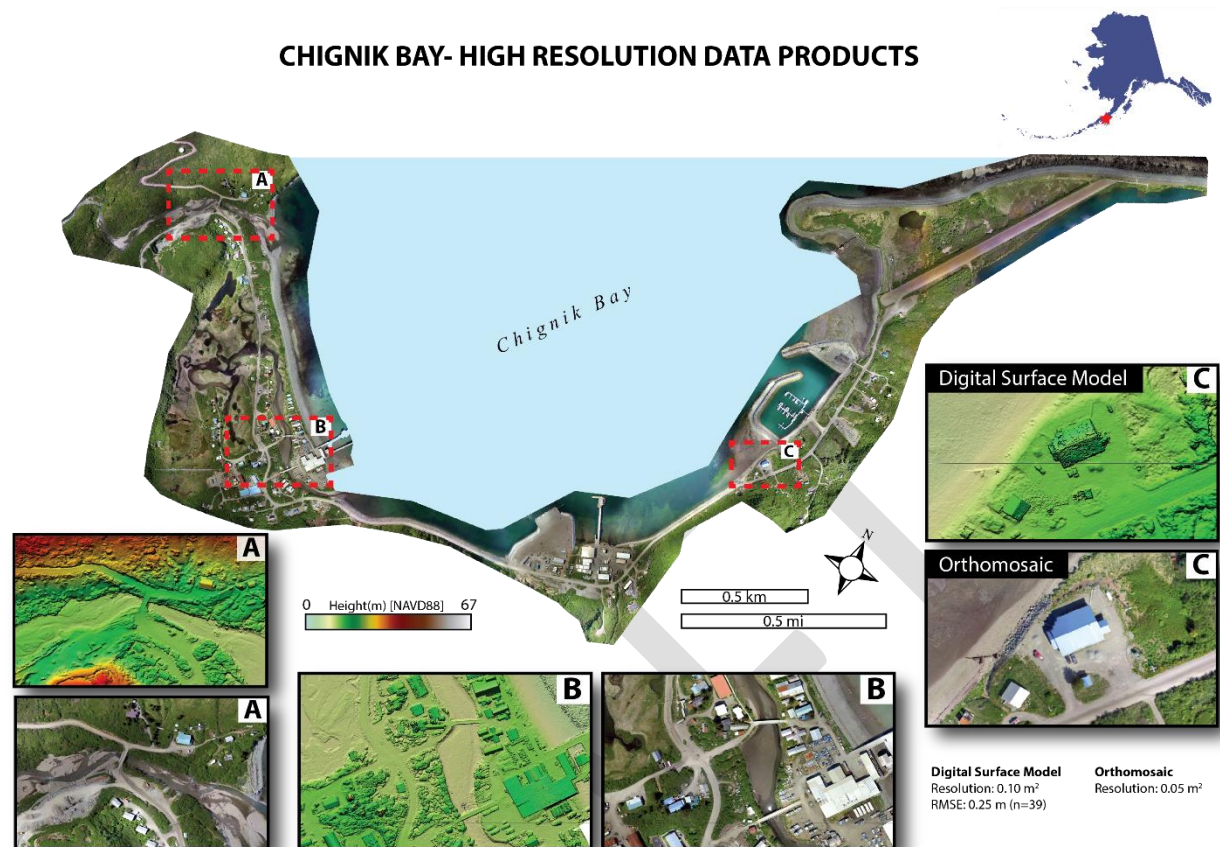 CHIGNIK BAY- HIGH RESOLUTION DATA PRODUCTS
A
Chignik Bay
B
C
Digital Surface Model C
A
N
0 Height(m) [NAVD88] 67
0.5 km
0.5 mi
Orthomosaic C
B
B
A
Digital Surface Model
Resolution: 0.10 m²
RMSE: 0.25 m (n=39)
Orthomosaic
Resolution: 0.05 m²